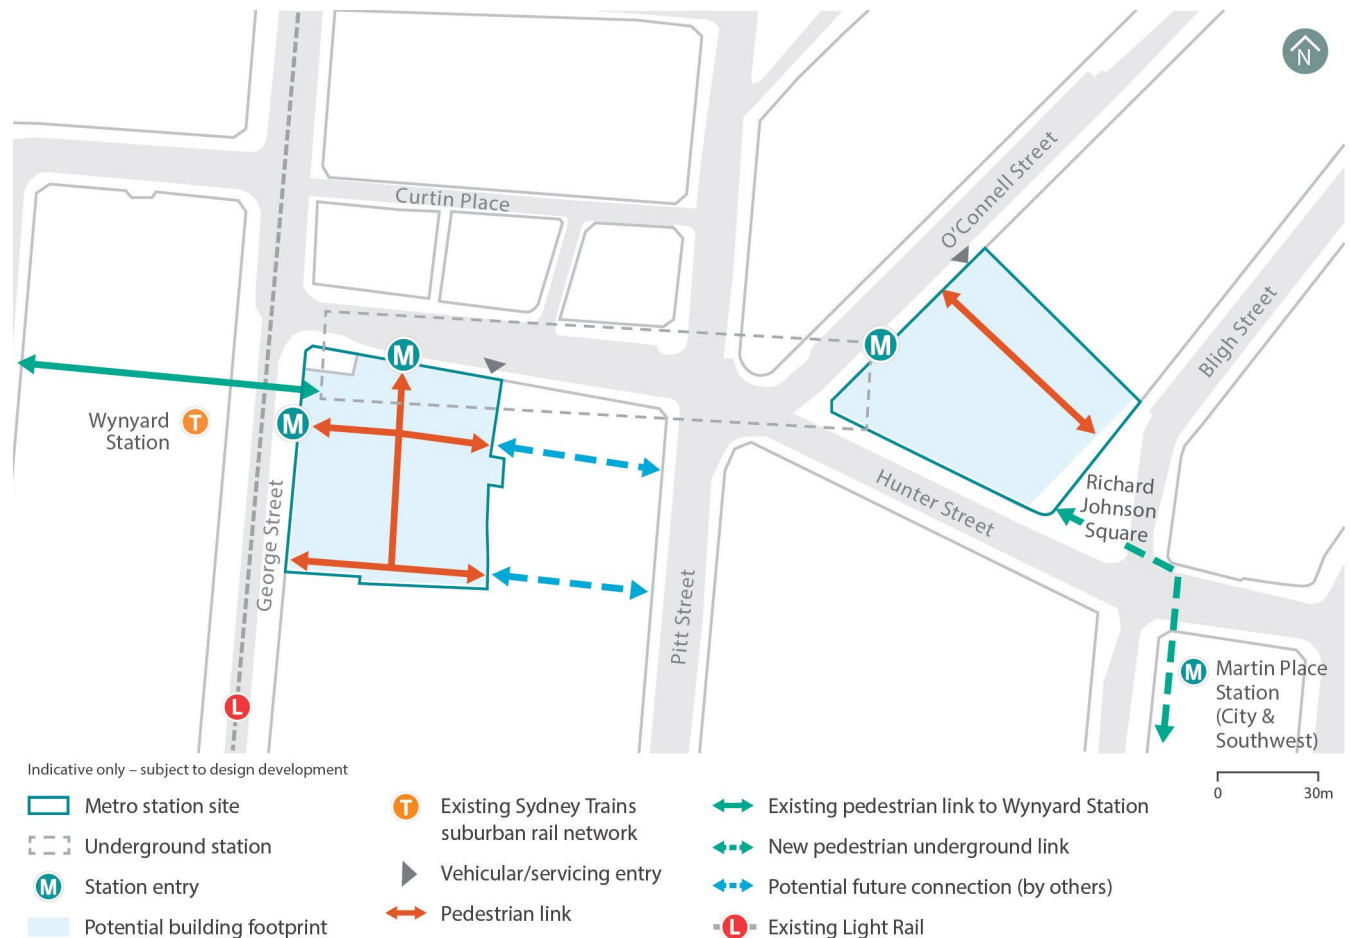 N
Curtin Place
O'Connell Street
Bligh Street
M
M
M
Wynyard
Station
T
George Street
Hunter Street
Richard
Johnson
Square
Pitt Street
L
M
Martin Place
Station
(City &
Southwest)
Indicative only – subject to design development
0 30m
Metro station site
Underground station
M Station entry
Potential building footprint
T Existing Sydney Trains
suburban rail network
Vehicular/servicing entry
Pedestrian link
Existing pedestrian link to Wynyard Station
New pedestrian underground link
Potential future connection (by others)
L Existing Light Rail